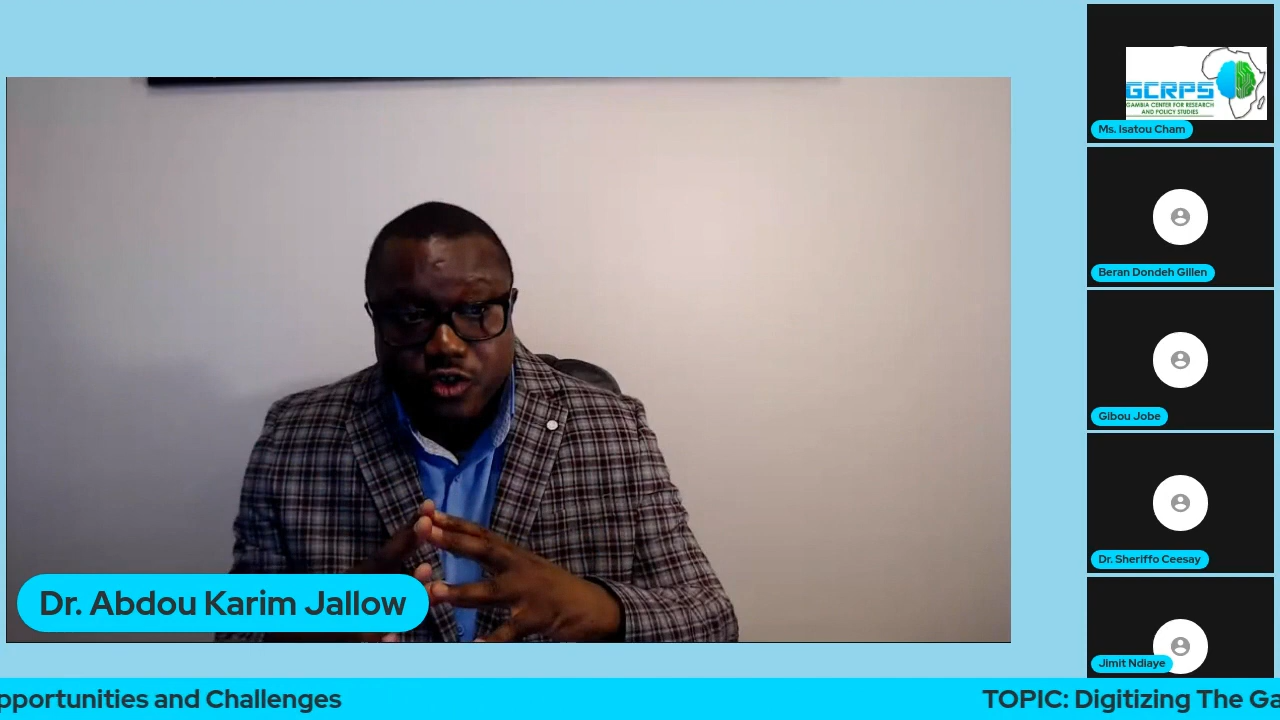 GCRPS
GAMBIA CENTER FOR RESEARCH
AND POLICY STUDIES
Ms. Isatou Cham
Beran Dondeh Gillen
Gibou Jobe
Dr. Sheriffo Ceesay
Jimit Ndiaye
Dr. Abdou Karim Jallow
pportunities and Challenges
TOPIC: Digitizing The Ga